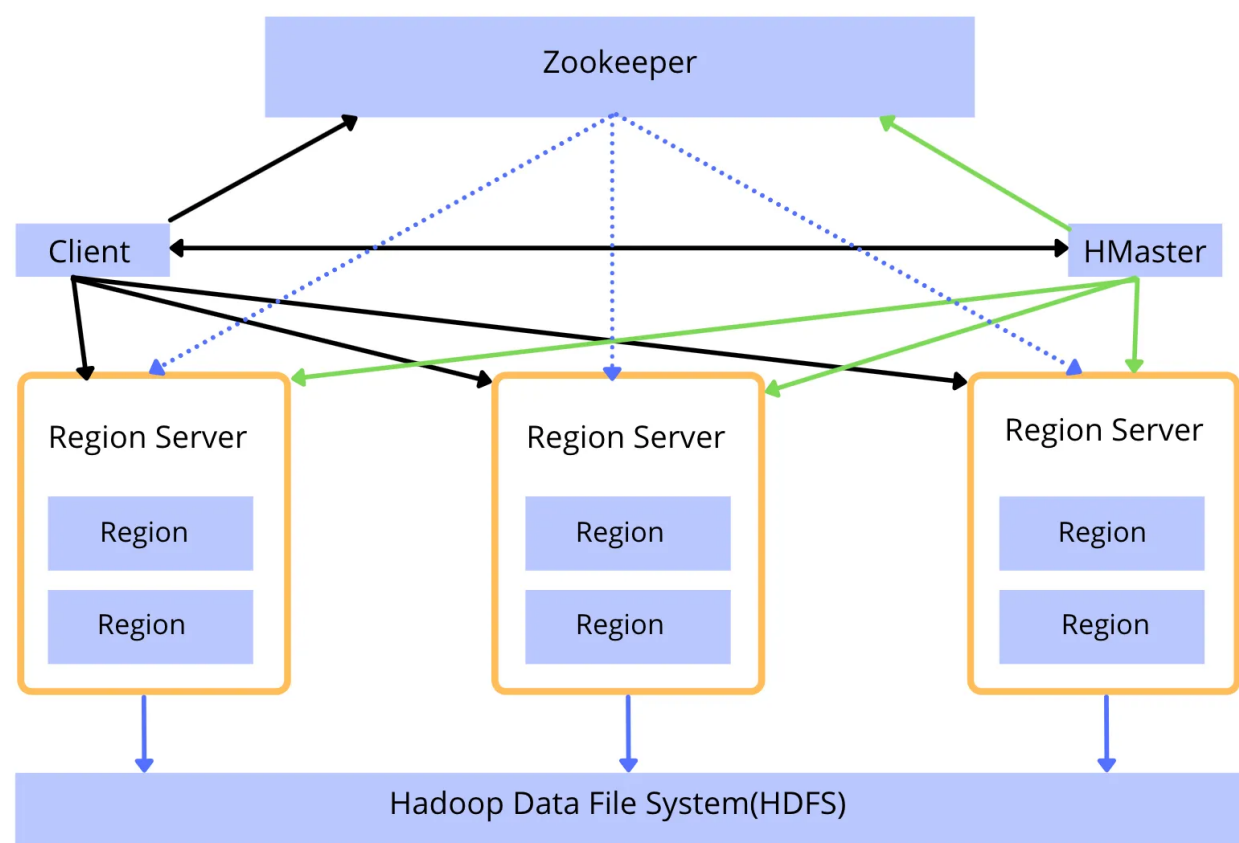 Zookeeper
Client
HMaster
Region Server
Region Server
Region Server
Region
Region
Region
Region
Region
Region
Hadoop Data File System(HDFS)